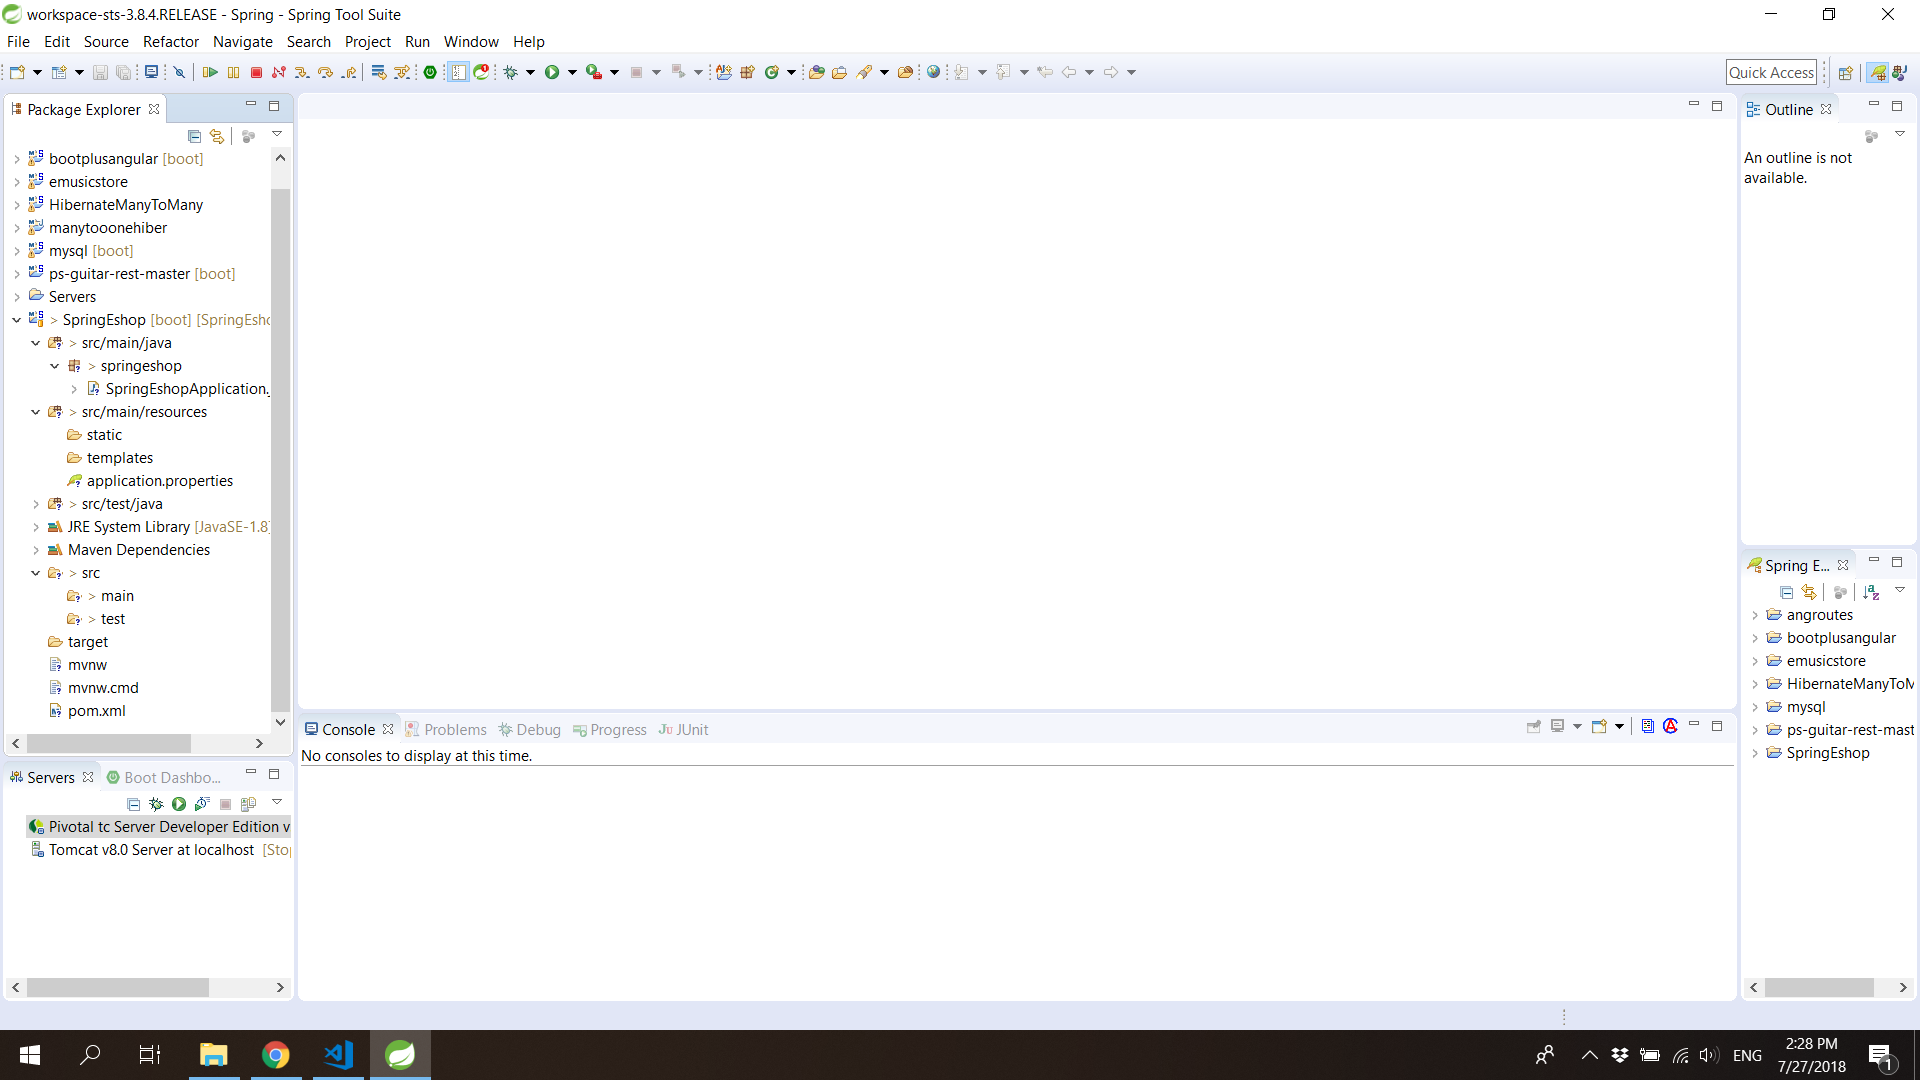 workspace-sts-3.8.4.RELEASE - Spring - Spring Tool Suite
File Edit Source Refactor Navigate Search Project Run Window Help
Quick Access
Package Explorer
bootplusangular [boot]
emusicstore
HibernateManyToMany
manytooonehiber
mysql [boot]
ps-guitar-rest-master [boot]
Servers
> SpringEshop [boot] [SpringEsho
> src/main/java
> springeshop
SpringEshopApplication.
> src/main/resources
static
templates
application.properties
> src/test/java
JRE System Library [JavaSE-1.8]
Maven Dependencies
> src
> main
> test
target
mvnw
mvnw.cmd
pom.xml
Servers Boot Dashbo...
Pivotal tc Server Developer Edition v
Tomcat v8.0 Server at localhost [Stop
Console Problems Debug Progress JUnit
No consoles to display at this time.
Outline
An outline is not
available.
Spring E...
angroutes
bootplusangular
emusicstore
HibernateManyToM
mysql
ps-guitar-rest-mast
SpringEshop
ENG
2:28 PM
7/27/2018
1